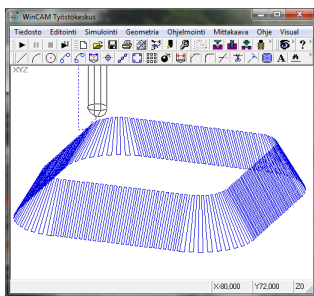 WinCAM Työstökeskus
Tiedosto Editointi Simulointi Geometria Ohjelmointi Mittakaava Ohje Visual
A A
XYZ
X-80,000 Y72,000 Z0